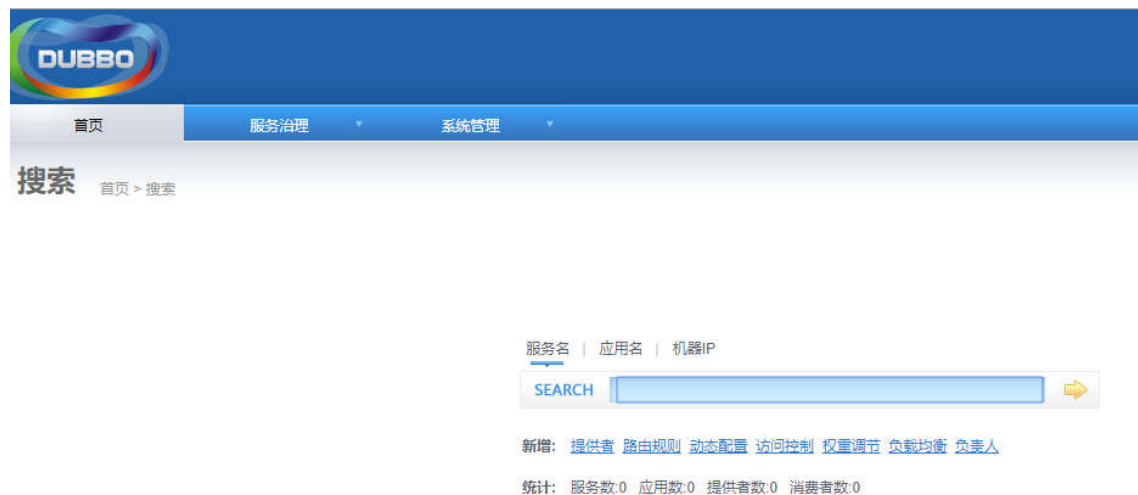 DUBBO
首页 服务治理 系统管理
搜索 首页 > 搜索
服务名 | 应用名 | 机器IP
SEARCH
新增: 提供者 路由规则 动态配置 访问控制 权重调节 负载均衡 负责人
统计: 服务数:0 应用数:0 提供者数:0 消费者数:0